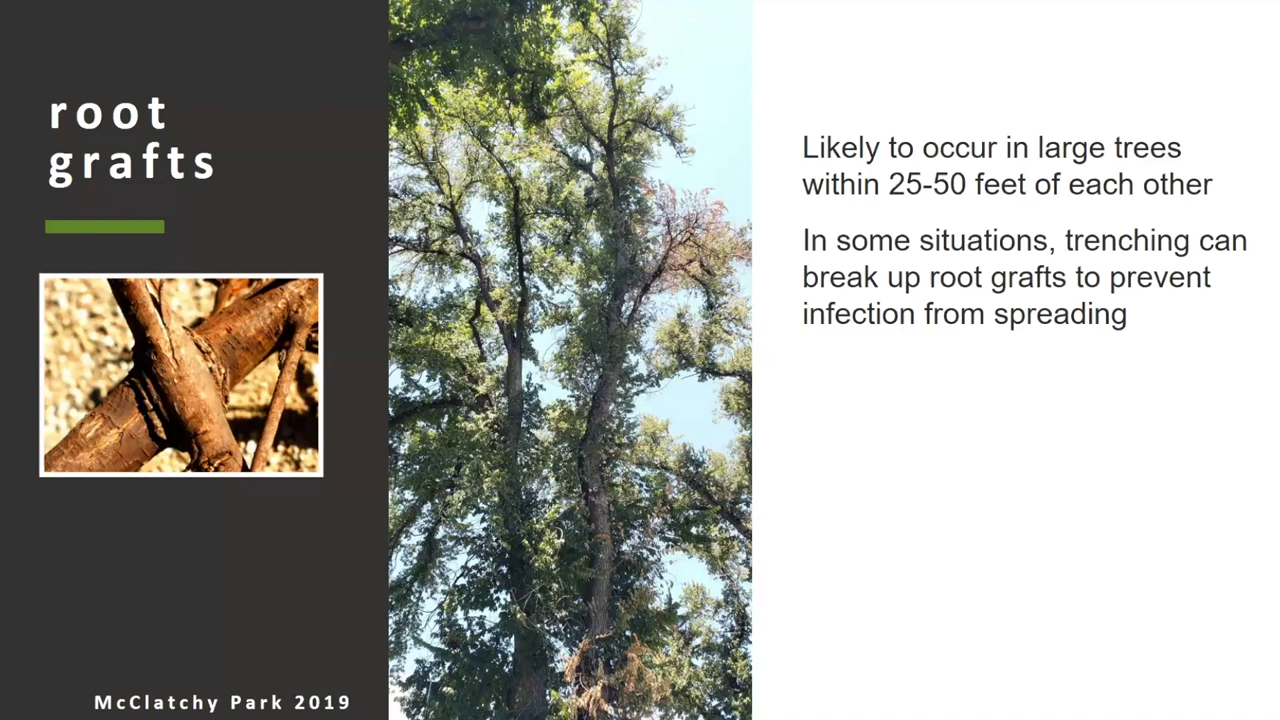 root
grafts
McClatchy Park 2019
Likely to occur in large trees
within 25-50 feet of each other
In some situations, trenching can
break up root grafts to prevent
infection from spreading